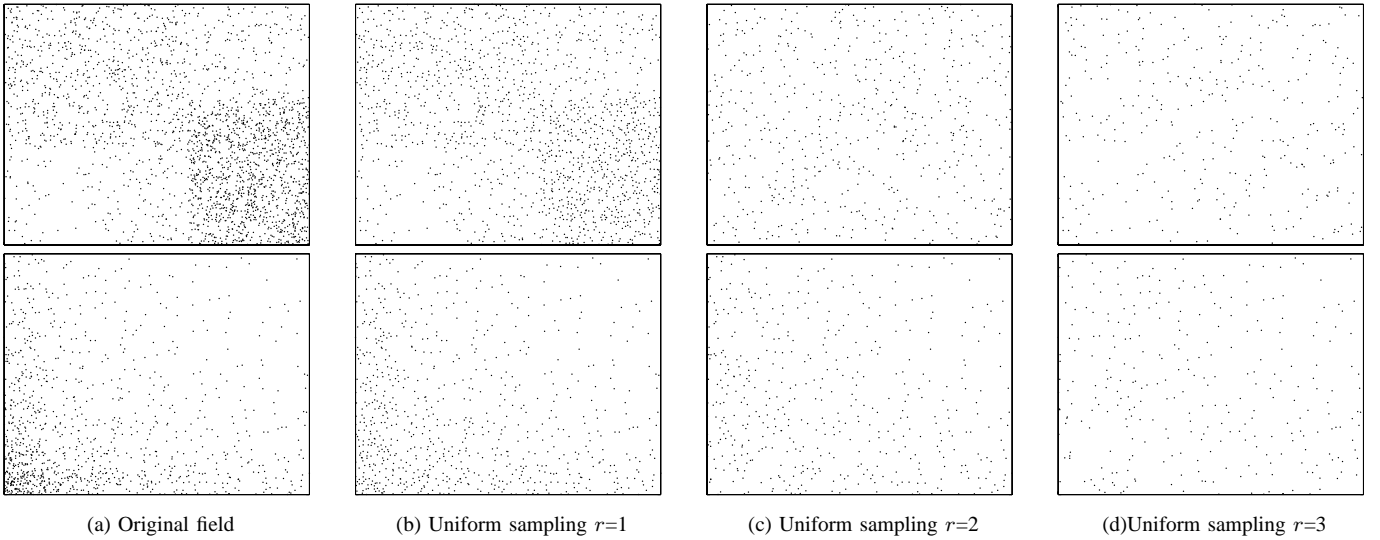 (a) Original field
(b) Uniform sampling r=1
(c) Uniform sampling r=2
(d)Uniform sampling r=3